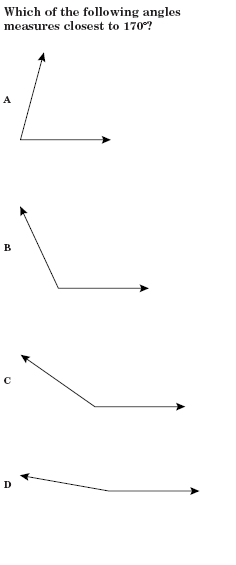 Which of the following angles
measures closest to 170°?
A
B
C
D